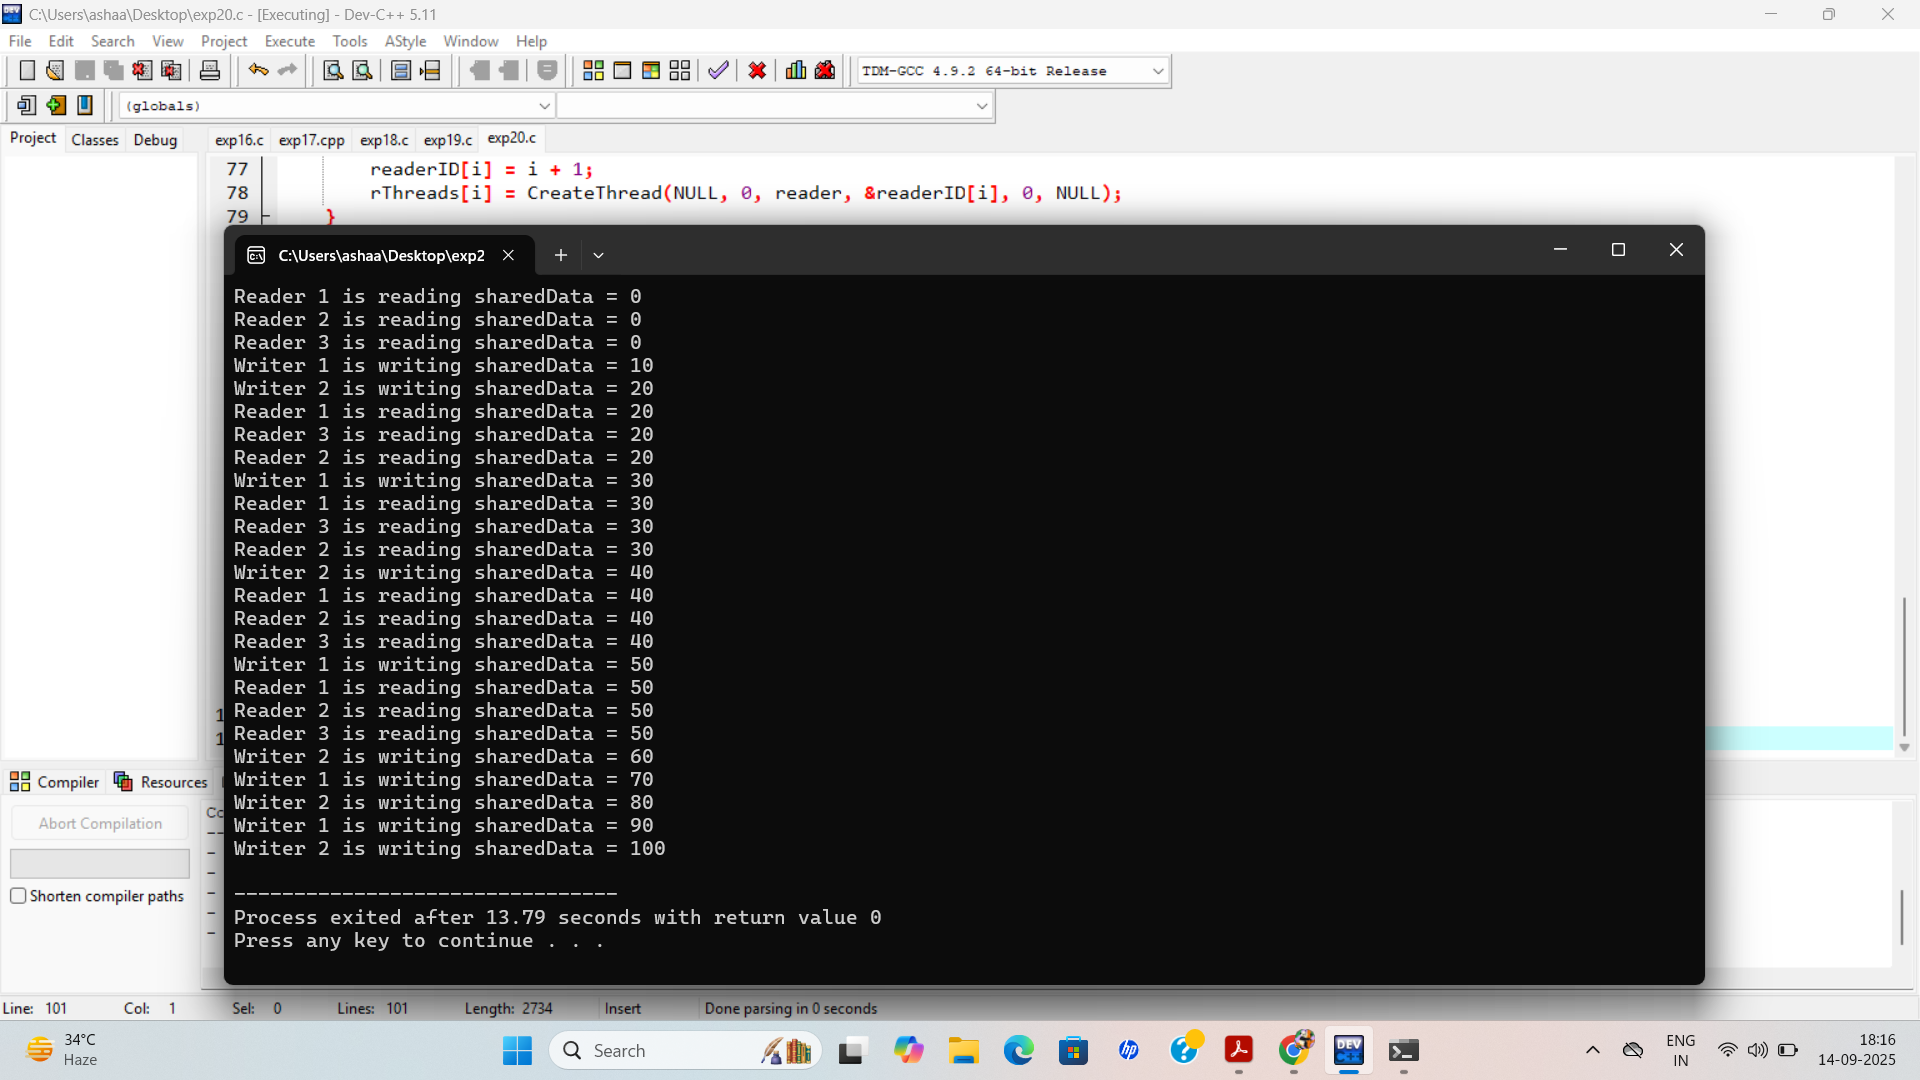 C:\Users\ashaa\Desktop\exp20.c - [Executing] - Dev-C++ 5.11
File Edit Search View Project Execute Tools AStyle Window Help
TDM-GCC 4.9.2 64-bit Release
(globals)
Project Classes Debug exp16.c exp17.cpp exp18.c exp19.c exp20.c
77 readerID[i] = i + 1;
78 rThreads[i] = CreateThread(NULL, 0, reader, &readerID[i], 0, NULL);
79 }
C:\Users\ashaa\Desktop\exp2
Reader 1 is reading sharedData = 0
Reader 2 is reading sharedData = 0
Reader 3 is reading sharedData = 0
Writer 1 is writing sharedData = 10
Writer 2 is writing sharedData = 20
Reader 1 is reading sharedData = 20
Reader 3 is reading sharedData = 20
Reader 2 is reading sharedData = 20
Writer 1 is writing sharedData = 30
Reader 1 is reading sharedData = 30
Reader 3 is reading sharedData = 30
Reader 2 is reading sharedData = 30
Writer 2 is writing sharedData = 40
Reader 1 is reading sharedData = 40
Reader 2 is reading sharedData = 40
Reader 3 is reading sharedData = 40
Writer 1 is writing sharedData = 50
Reader 1 is reading sharedData = 50
Reader 2 is reading sharedData = 50
Reader 3 is reading sharedData = 50
Writer 2 is writing sharedData = 60
Writer 1 is writing sharedData = 70
Writer 2 is writing sharedData = 80
Writer 1 is writing sharedData = 90
Writer 2 is writing sharedData = 100
--------------------------------
Process exited after 13.79 seconds with return value 0
Press any key to continue . . .
Compiler Resources
Abort Compilation
Shorten compiler paths
Line: 101 Col: 1 Sel: 0 Lines: 101 Length: 2734 Insert Done parsing in 0 seconds
34°C
Haze
Search
ENG
IN
18:16
14-09-2025